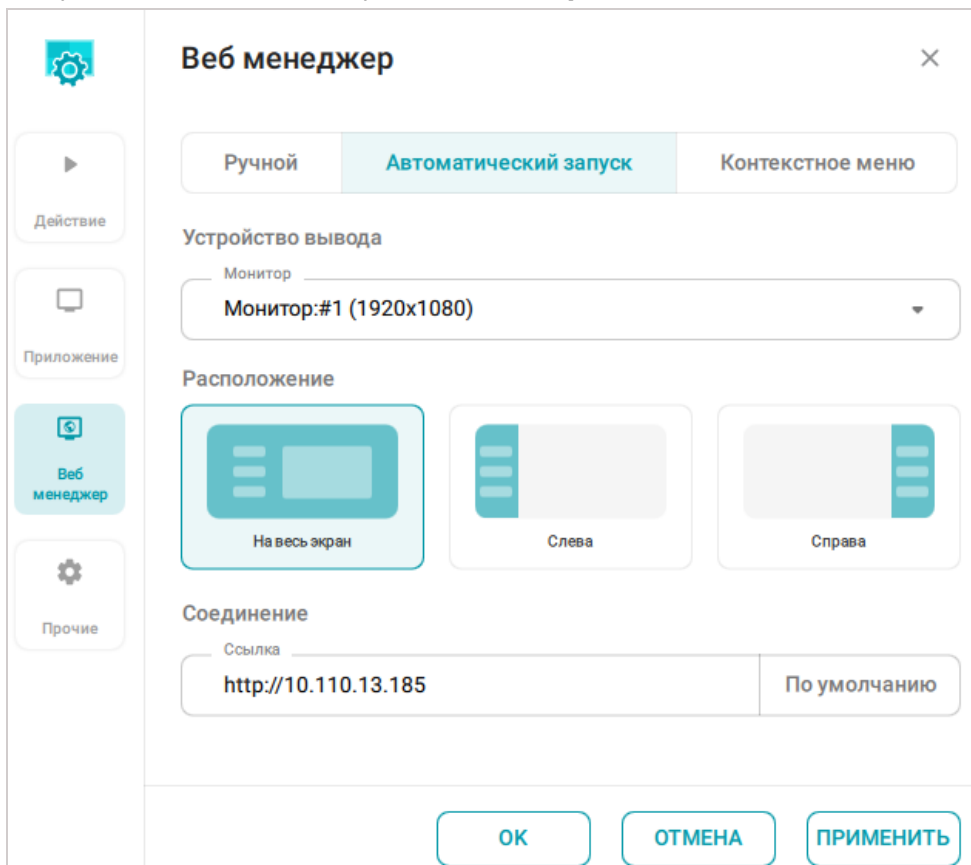 Веб менеджер
Ручной
Автоматический запуск
Контекстное меню
Действие
Приложение
Веб
менеджер
Прочие
Устройство вывода
Монитор
Монитор:#1 (1920x1080)
Расположение
На весь экран
Слева
Справа
Соединение
Ссылка
http://10.110.13.185
По умолчанию
ОК
ОТМЕНА
ПРИМЕНИТЬ